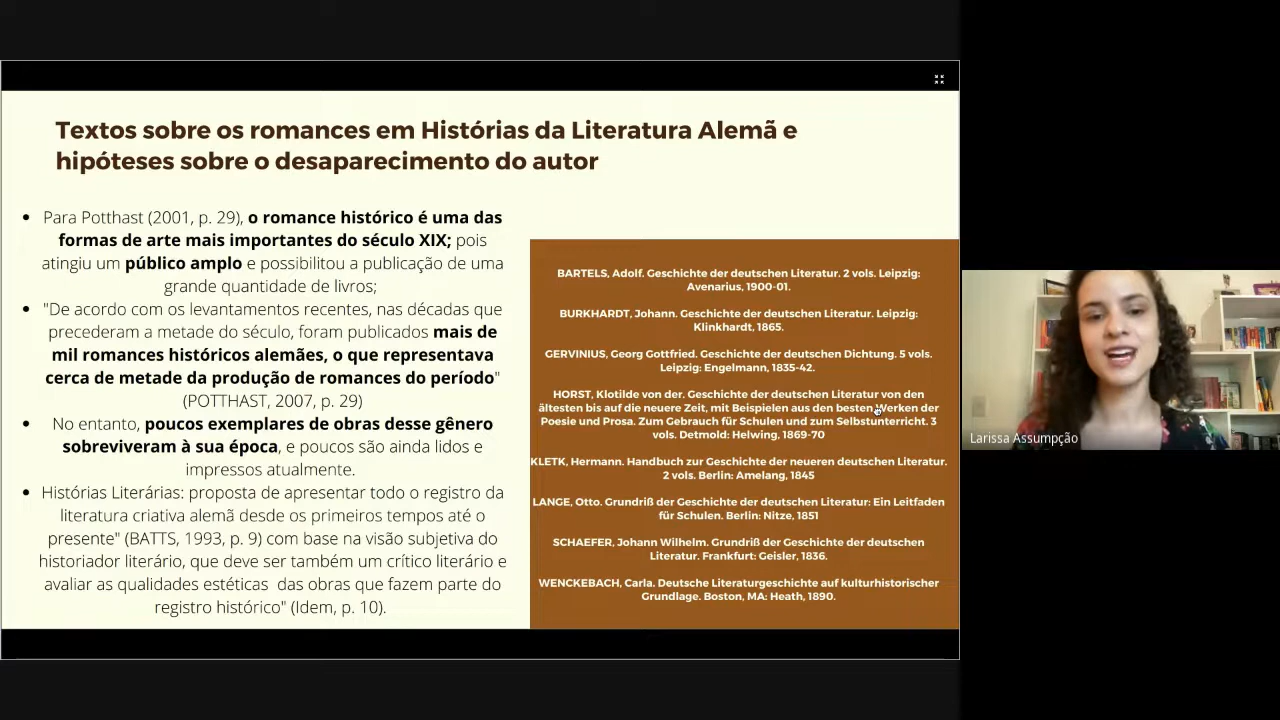 Textos sobre os romances em Histórias da Literatura Alemã e
hipóteses sobre o desaparecimento do autor
Para Potthast (2001, p. 29), o romance histórico é uma das
formas de arte mais importantes do século XIX; pois
atingiu um público amplo e possibilitou a publicação de uma
grande quantidade de livros;
"De acordo com os levantamentos recentes, nas décadas que
precederam a metade do século, foram publicados mais de
mil romances históricos alemães, o que representava
cerca de metade da produção de romances do período"
(POTTHAST, 2007, p. 29)
No entanto, poucos exemplares de obras desse gênero
sobreviveram à sua época, e poucos são ainda lidos e
impressos atualmente.
Histórias Literárias: proposta de apresentar todo o registro da
literatura criativa alemã desde os primeiros tempos até o
presente" (BATTS, 1993, p. 9) com base na visão subjetiva do
historiador literário, que deve ser também um crítico literário e
avaliar as qualidades estéticas das obras que fazem parte do
registro histórico" (Idem, p. 10).
BARTELS, Adolf. Geschichte der deutschen Literatur. 2 vols. Leipzig:
Avenarius, 1900-01.
BURKHARDT, Johann. Geschichte der deutschen Literatur. Leipzig:
Klinkhardt, 1865.
GERVINIUS, Georg Gottfried. Geschichte der deutschen Dichtung. 5 vols.
Leipzig: Engelmann, 1835-42.
HORST, Klotilde von der. Geschichte der deutschen Literatur von den
ältesten bis auf die neuere Zeit, mit Beispielen aus den besten Werken der
Poesie und Prosa. Zum Gebrauch für Schulen und zum Selbstunterricht. 3
vols. Detmold: Helwing, 1869-70
KLETK, Hermann. Handbuch zur Geschichte der neueren deutschen Literatur.
2 vols. Berlin: Amelang, 1845
LANGE, Otto. Grundriß der Geschichte der deutschen Literatur: Ein Leitfaden
für Schulen. Berlin: Nitze, 1851
SCHAEFER, Johann Wilhelm. Grundriß der Geschichte der deutschen
Literatur. Frankfurt: Geisler, 1836.
WENCKEBACH, Carla. Deutsche Literaturgeschichte auf kulturhistorischer
Grundlage. Boston, MA: Heath, 1890.
Larissa Assumpção